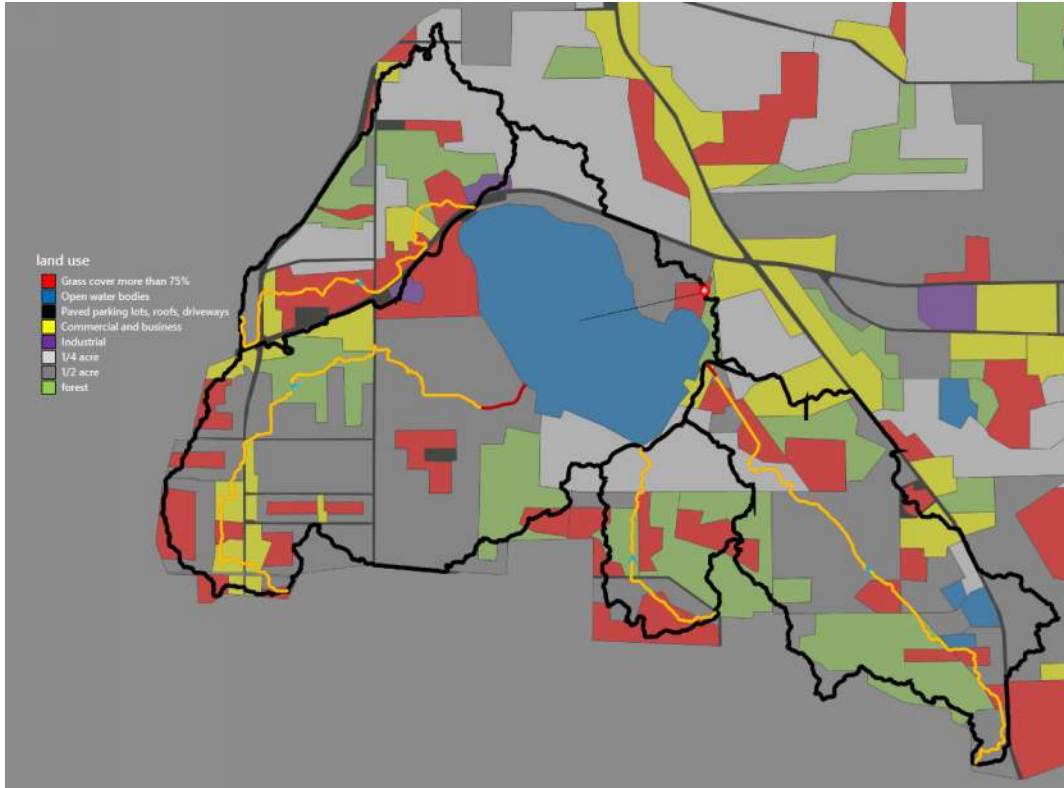 land use
Grass cover more than 75%
Open water bodies
Paved parking lots, roofs, driveways
Commercial and business
Industrial
1/4 acre
1/2 acre
forest